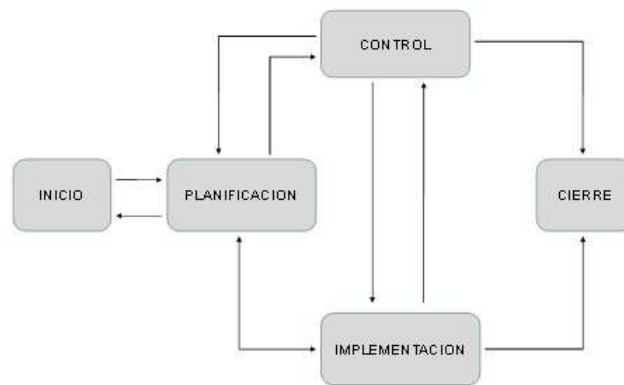 CONTROL
INICIO
PLANIFICACION
CIERRE
IMPLEMENTACION